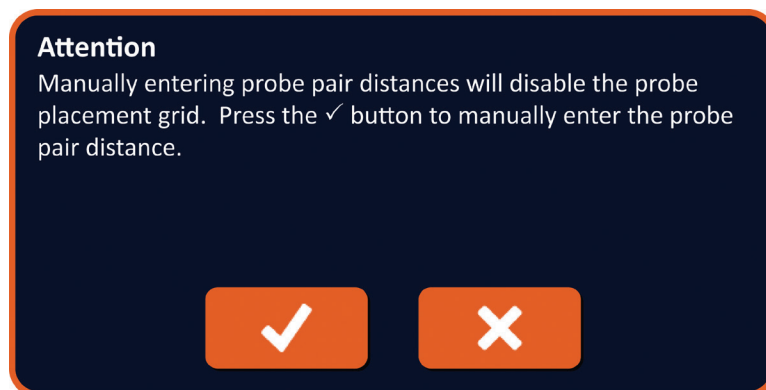 Attention
Manually entering probe pair distances will disable the probe
placement grid.  Press the ✓ button to manually enter the probe
pair distance.